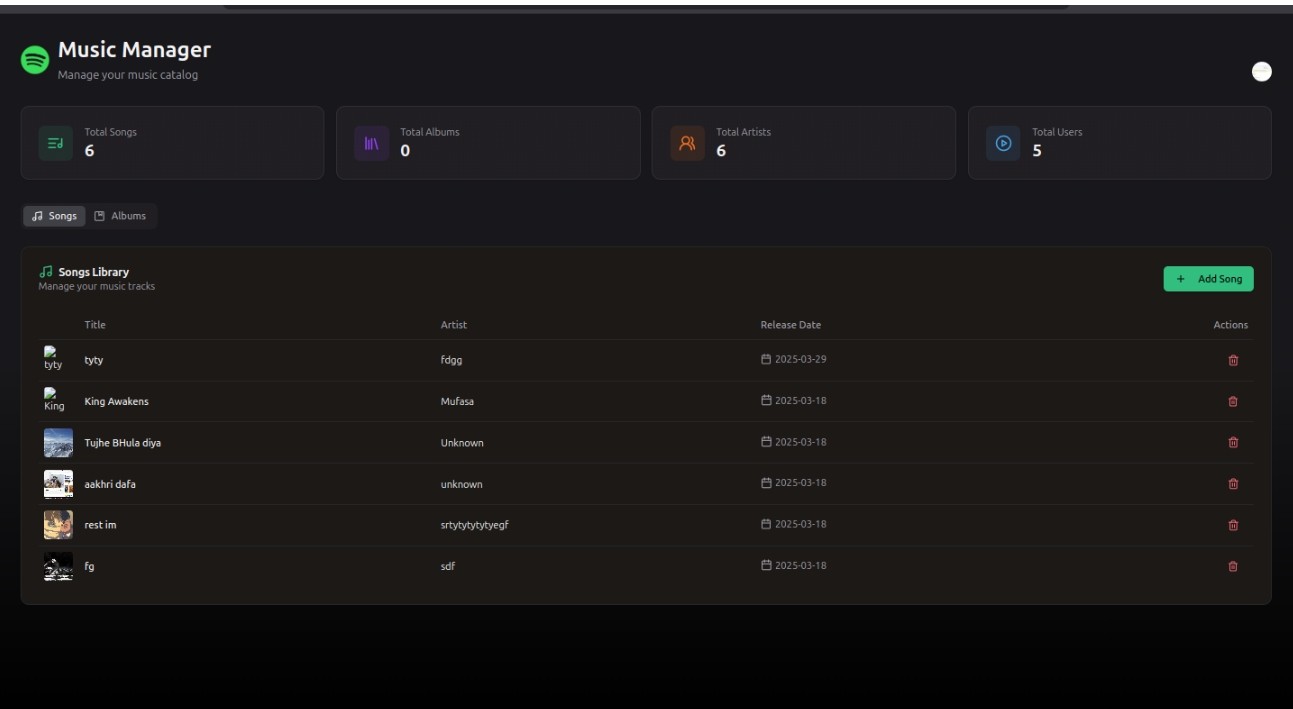 Music Manager
Manage your music catalog
Total Songs
6
Total Albums
0
Total Artists
6
Total Users
5
Songs
Albums
Songs Library
Manage your music tracks
+ Add Song
Title Artist Release Date Actions
tyty tyty fdgg 2025-03-29
King King Awakens Mufasa 2025-03-18
Tujhe BHula diya Unknown 2025-03-18
aakhri dafa unknown 2025-03-18
rest im srtytytytytyegf 2025-03-18
fg sdf 2025-03-18